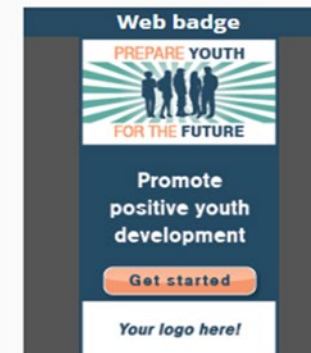 Web badge
PREPARE YOUTH
FOR THE FUTURE
Promote
positive youth
development
Get started
Your logo here!